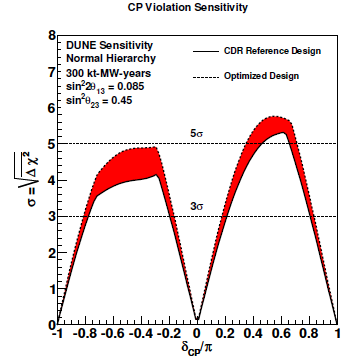 CP Violation Sensitivity
DUNE Sensitivity
Normal Hierarchy
300 kt-MW-years
sin²2θ₁₃ = 0.085
sin²θ₂₃ = 0.45
CDR Reference Design
Optimized Design
5σ
3σ
σ = √Δχ²
8
7
6
5
4
3
2
1
0
-1 -0.8 -0.6 -0.4 -0.2 0 0.2 0.4 0.6 0.8 1
δCP/π